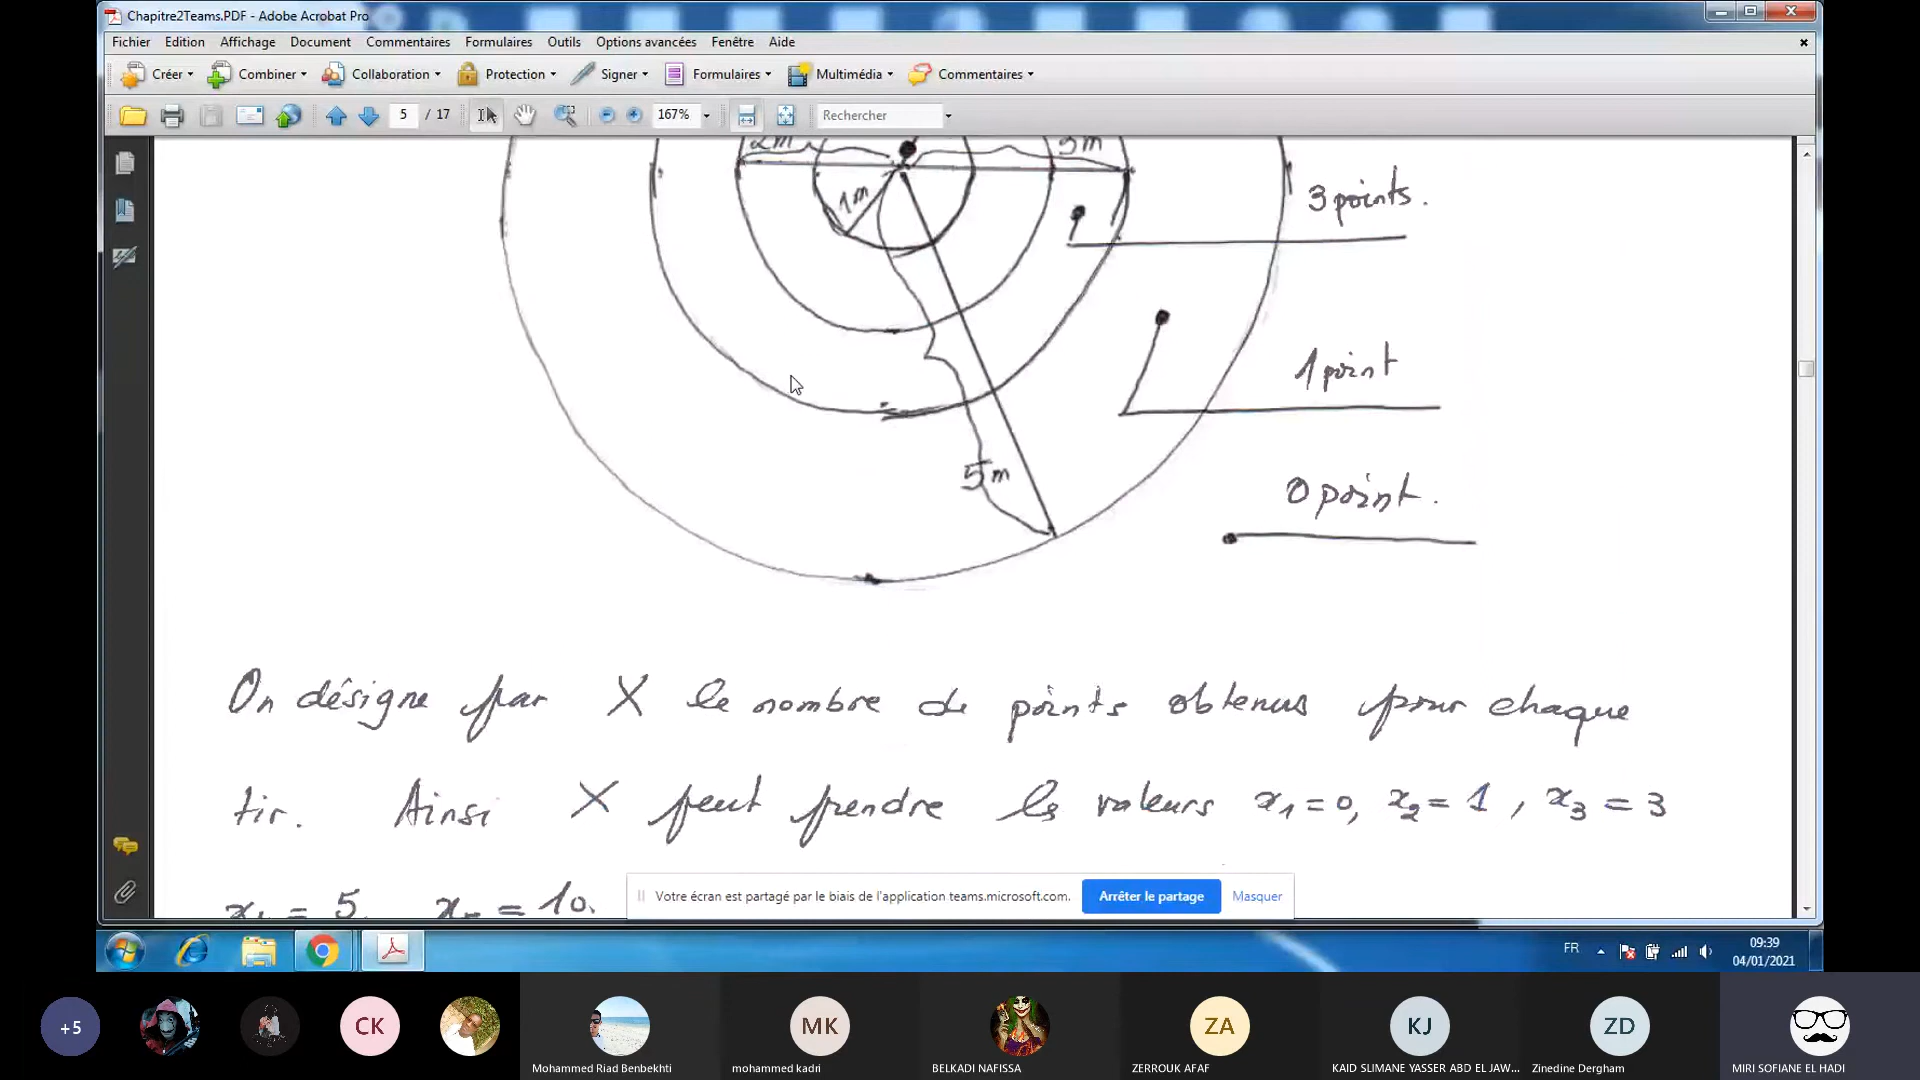 Chapitre2Teams.PDF - Adobe Acrobat Pro
Fichier Edition Affichage Document Commentaires Formulaires Outils Options avancées Fenêtre Aide
Créer Combiner Collaboration Protection Signer Formulaires Multimédia Commentaires
5 / 17 167% Rechercher
2m 3m
1m
3 points.
1 point
5m
0 point.
On désigne par X le nombre de points obtenus pour chaque
tir. Ainsi X peut prendre les valeurs x1 = 0, x2 = 1, x3 = 3
= 5, = 10.
Votre écran est partagé par le biais de l'application teams.microsoft.com. Arrêter le partage Masquer
FR 09:39
04/01/2021
+5 CK MK ZA KJ ZD
Mohammed Riad Benbekhti mohammed kadri BELKADI NAFISSA ZERROUK AFAF KAID SLIMANE YASSER ABD EL JAW... Zinedine Dergham MIRI SOFIANE EL HADI